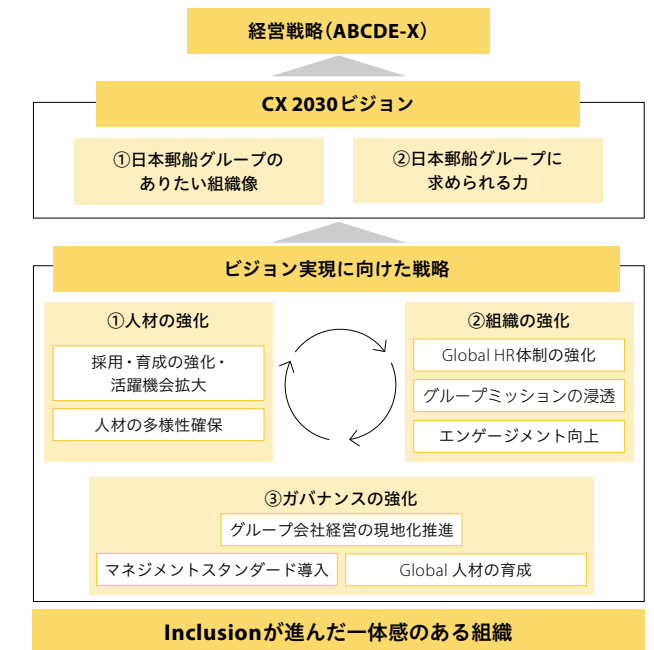 経営戦略(ABCDE-X)
CX 2030ビジョン
①日本郵船グループの
ありたい組織像
②日本郵船グループに
求められる力
ビジョン実現に向けた戦略
①人材の強化
採用・育成の強化・
活躍機会拡大
人材の多様性確保
②組織の強化
Global HR体制の強化
グループミッションの浸透
エンゲージメント向上
③ガバナンスの強化
グループ会社経営の現地化推進
マネジメントスタンダード導入
Global 人材の育成
Inclusionが進んだ一体感のある組織